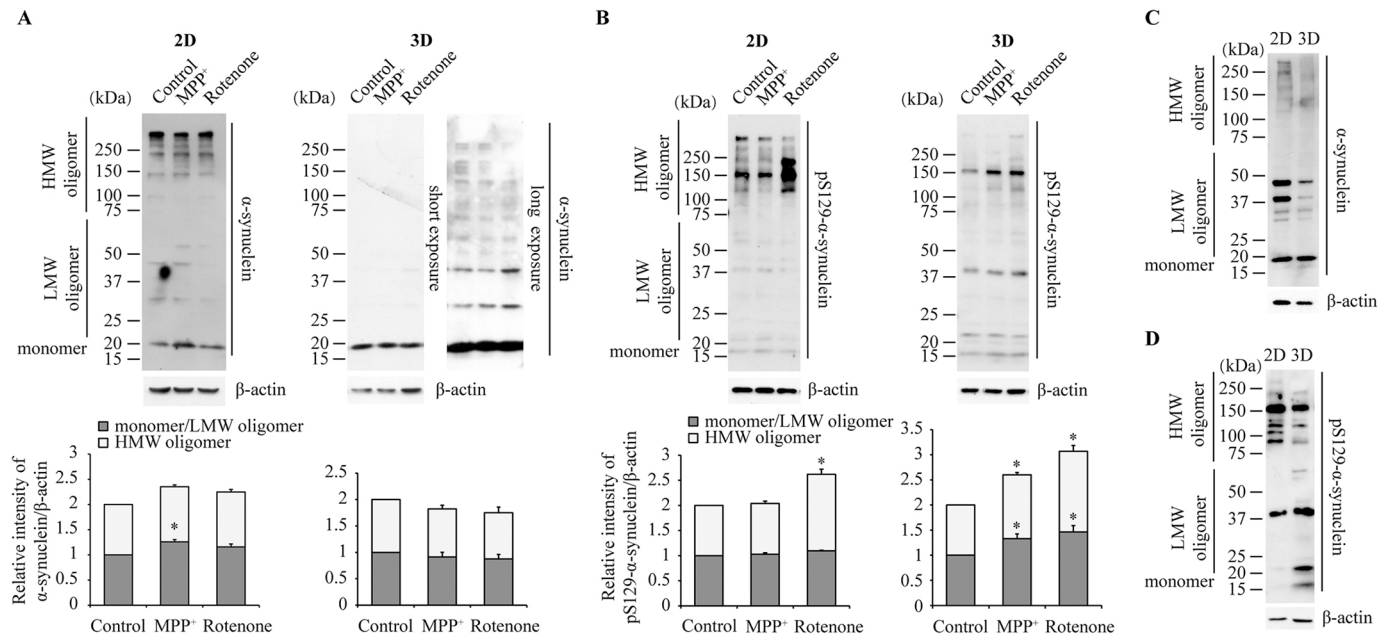 A
2D
3D
Control
MPP+
Rotenone
Control
MPP+
Rotenone
(kDa)
(kDa)
HMW
oligomer
LMW
oligomer
monomer
250
150
100
75
50
37
25
20
15
α-synuclein
250
150
100
75
50
37
25
20
15
short exposure
α-synuclein
long exposure
β-actin
β-actin
monomer/LMW oligomer
HMW oligomer
Relative intensity of
α-synuclein/β-actin
3
2.5
2
1.5
1
0.5
0
Control MPP+ Rotenone
2.5
2
1.5
1
0.5
0
Control MPP+ Rotenone
*
B
2D
3D
Control
MPP+
Rotenone
Control
MPP+
Rotenone
(kDa)
(kDa)
HMW
oligomer
LMW
oligomer
monomer
250
150
100
75
50
37
25
20
15
pS129-α-synuclein
250
150
100
75
50
37
25
20
15
pS129-α-synuclein
β-actin
β-actin
monomer/LMW oligomer
HMW oligomer
Relative intensity of
pS129-α-synuclein/β-actin
3
2.5
2
1.5
1
0.5
0
*
Control MPP+ Rotenone
3.5
3
2.5
2
1.5
1
0.5
0
*
*
*
*
Control MPP+ Rotenone
C
2D 3D
(kDa)
HMW
oligomer
LMW
oligomer
monomer
250
150
100
75
50
37
20
15
α-synuclein
β-actin
D
2D 3D
(kDa)
HMW
oligomer
LMW
oligomer
monomer
250
150
100
75
50
37
25
20
15
pS129-α-synuclein
β-actin